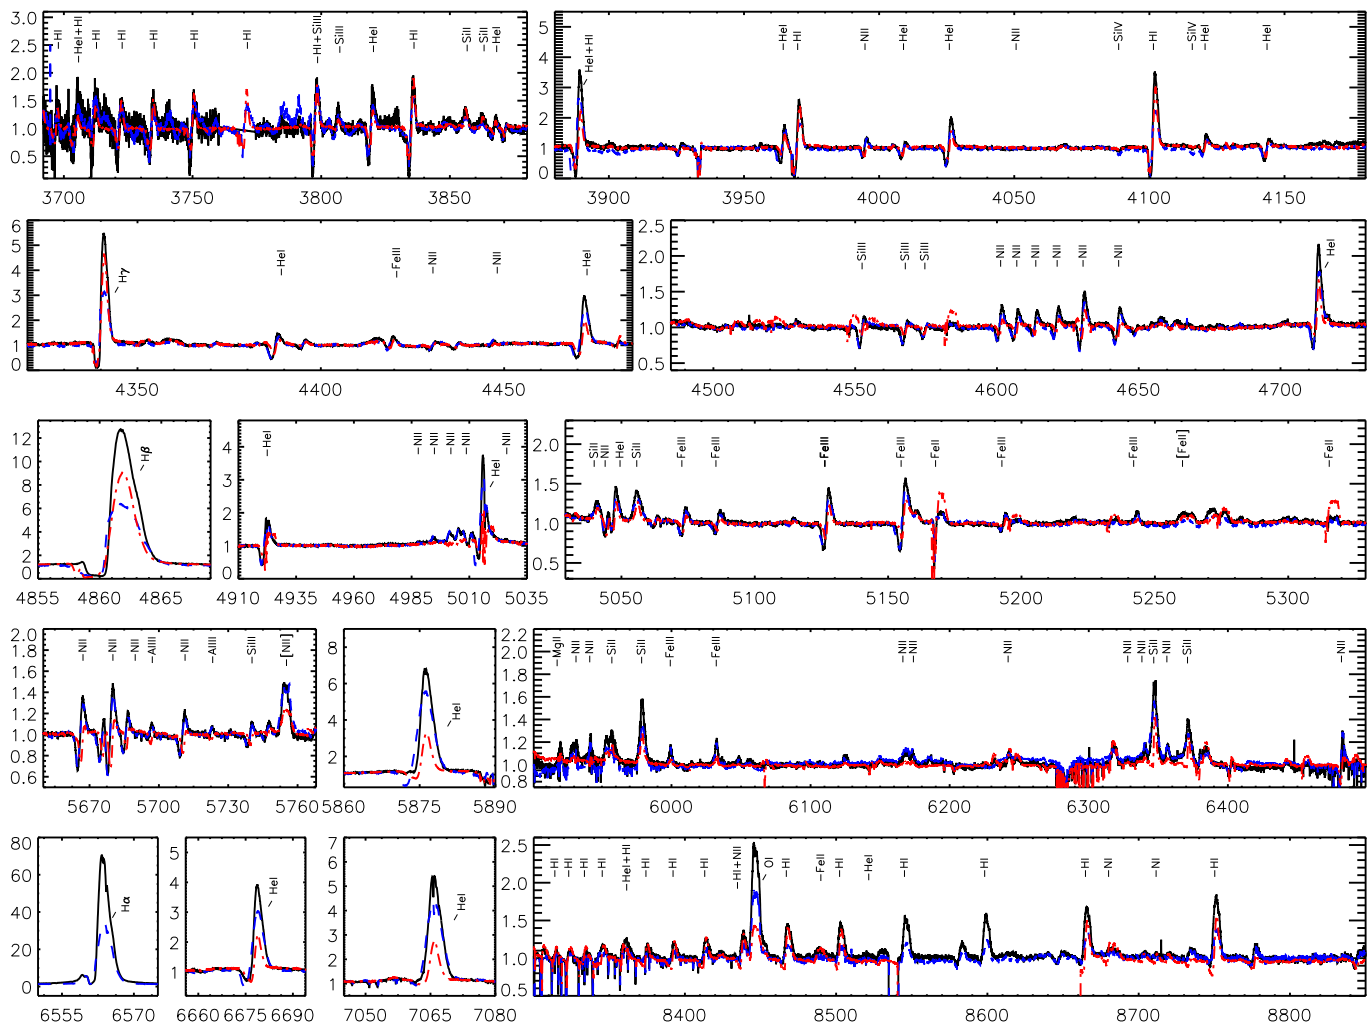 3.0 2.5 2.0 1.5 1.0 0.5
−HI −HeI+HI −HI −HI −HI −HI −HI −HI+SiIII −SiIII −HeI −HI −SiII −SiII −HeI
3700 3750 3800 3850
5 4 3 2 1 0
HeI+HI −HeI −HI −NII −HeI −HeI −NII −SiIV −HI −SiIV −HeI −HeI
3900 3950 4000 4050 4100 4150
6 5 4 3 2 1 0
Hγ −HeI −FeIII −NII −NII −HeI
4350 4400 4450
2.5 2.0 1.5 1.0 0.5
−SiIII −SiIII −SiIII −NII −NII −NII −NII −NII −NII HeI
4500 4550 4600 4650 4700
12 10 8 6 4 2 0
Hβ
4855 4860 4865
4 3 2 1 0
−HeI −NII −NII −NII −NII HeI −NII
4910 4935 4960 4985 5010 5035
2.0 1.5 1.0 0.5
−SiII −NII −HeI −SiII −FeIII −FeIII −FeIII −FeIII −FeII −FeIII −FeIII −[FeII] −FeII
5050 5100 5150 5200 5250 5300
2.0 1.8 1.6 1.4 1.2 1.0 0.8 0.6
−NII −NII −NII −AlIII −NII −AlIII −SiIII −[NII]
5670 5700 5730 5760
8 6 4 2
HeI
5860 5875 5890
2.2 2.0 1.8 1.6 1.4 1.2 1.0 0.8
−MgII −NII −NII −SiII −SiII −FeIII −FeIII −NII −NII −NII −NII −NII −SiII −NII −SiII −NII
6000 6100 6200 6300 6400
80 60 40 20 0
Hα
6555 6570
5 4 3 2 1
HeI
6660 6679 6694
7 6 5 4 3 2 1
HeI
7050 7065 7080
2.5 2.0 1.5 1.0 0.5
−HI −HI −HI −HI −HeI+HI −HI −HI −HI −HI+NII OI −HI −FeII −HI −HeI −HI −HI −HI −NI −NI −HI
8400 8500 8600 8700 8800